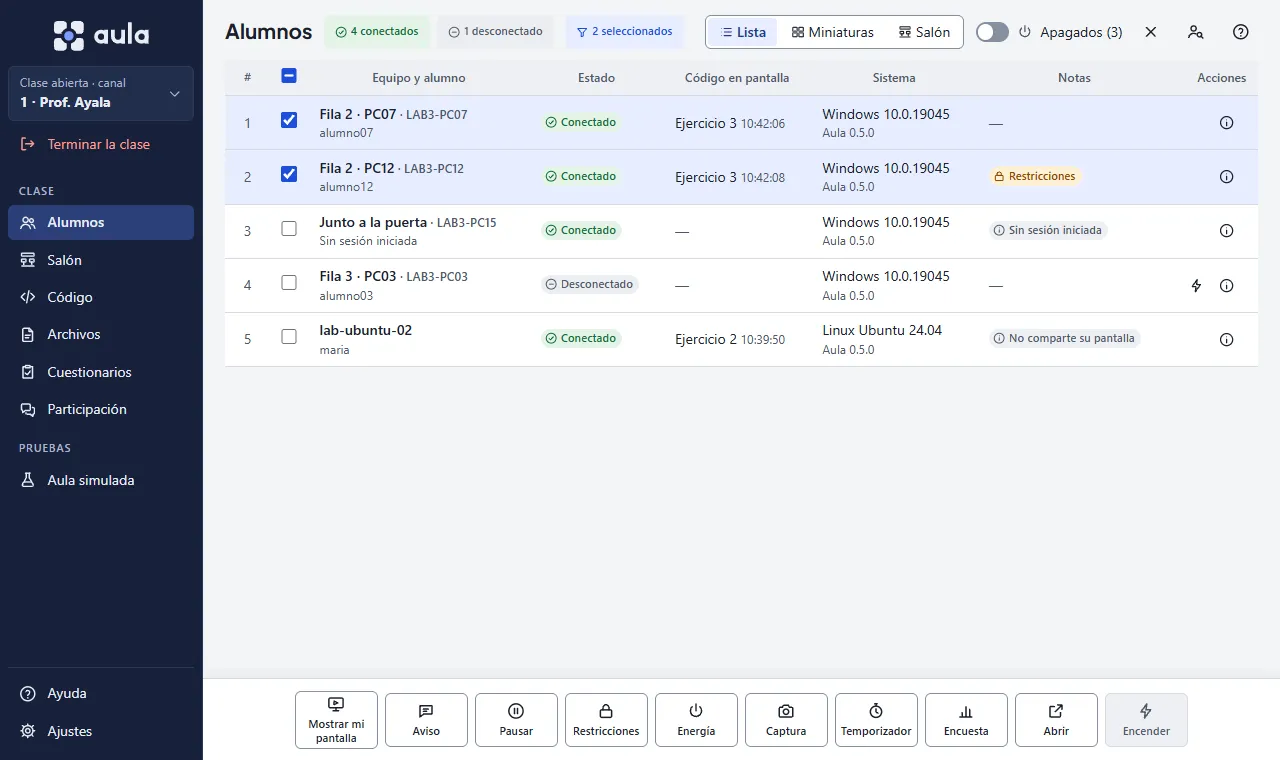 aula
Clase abierta · canal
1 · Prof. Ayala
Terminar la clase
CLASE
Alumnos
Salón
Código
Archivos
Cuestionarios
Participación
PRUEBAS
Aula simulada
Ayuda
Ajustes
Alumnos
4 conectados
1 desconectado
2 seleccionados
Lista
Miniaturas
Salón
Apagados (3)
# Equipo y alumno Estado Código en pantalla Sistema Notas Acciones
1 Fila 2 · PC07 · LAB3-PC07 Conectado Ejercicio 3 10:42:06 Windows 10.0.19045 —
alumno07 Aula 0.5.0
2 Fila 2 · PC12 · LAB3-PC12 Conectado Ejercicio 3 10:42:08 Windows 10.0.19045 Restricciones
alumno12 Aula 0.5.0
3 Junto a la puerta · LAB3-PC15 Conectado — Windows 10.0.19045 Sin sesión iniciada
Sin sesión iniciada Aula 0.5.0
4 Fila 3 · PC03 · LAB3-PC03 Desconectado — Windows 10.0.19045 —
alumno03 Aula 0.5.0
5 lab-ubuntu-02 Conectado Ejercicio 2 10:39:50 Linux Ubuntu 24.04 No comparte su pantalla
maria Aula 0.5.0
Mostrar mi
pantalla
Aviso
Pausar
Restricciones
Energía
Captura
Temporizador
Encuesta
Abrir
Encender